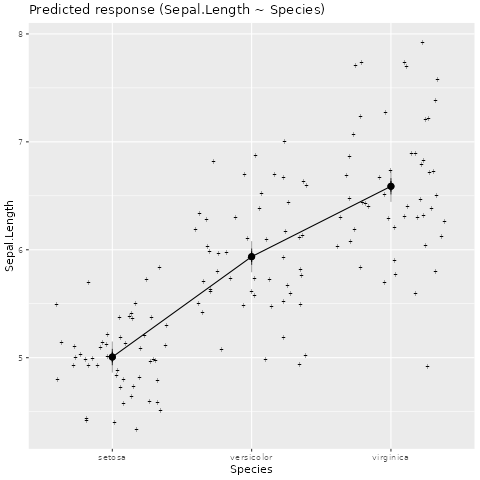 Predicted response (Sepal.Length ~ Species)
8
7
6
5
Sepal.Length
setosa
versicolor
virginica
Species